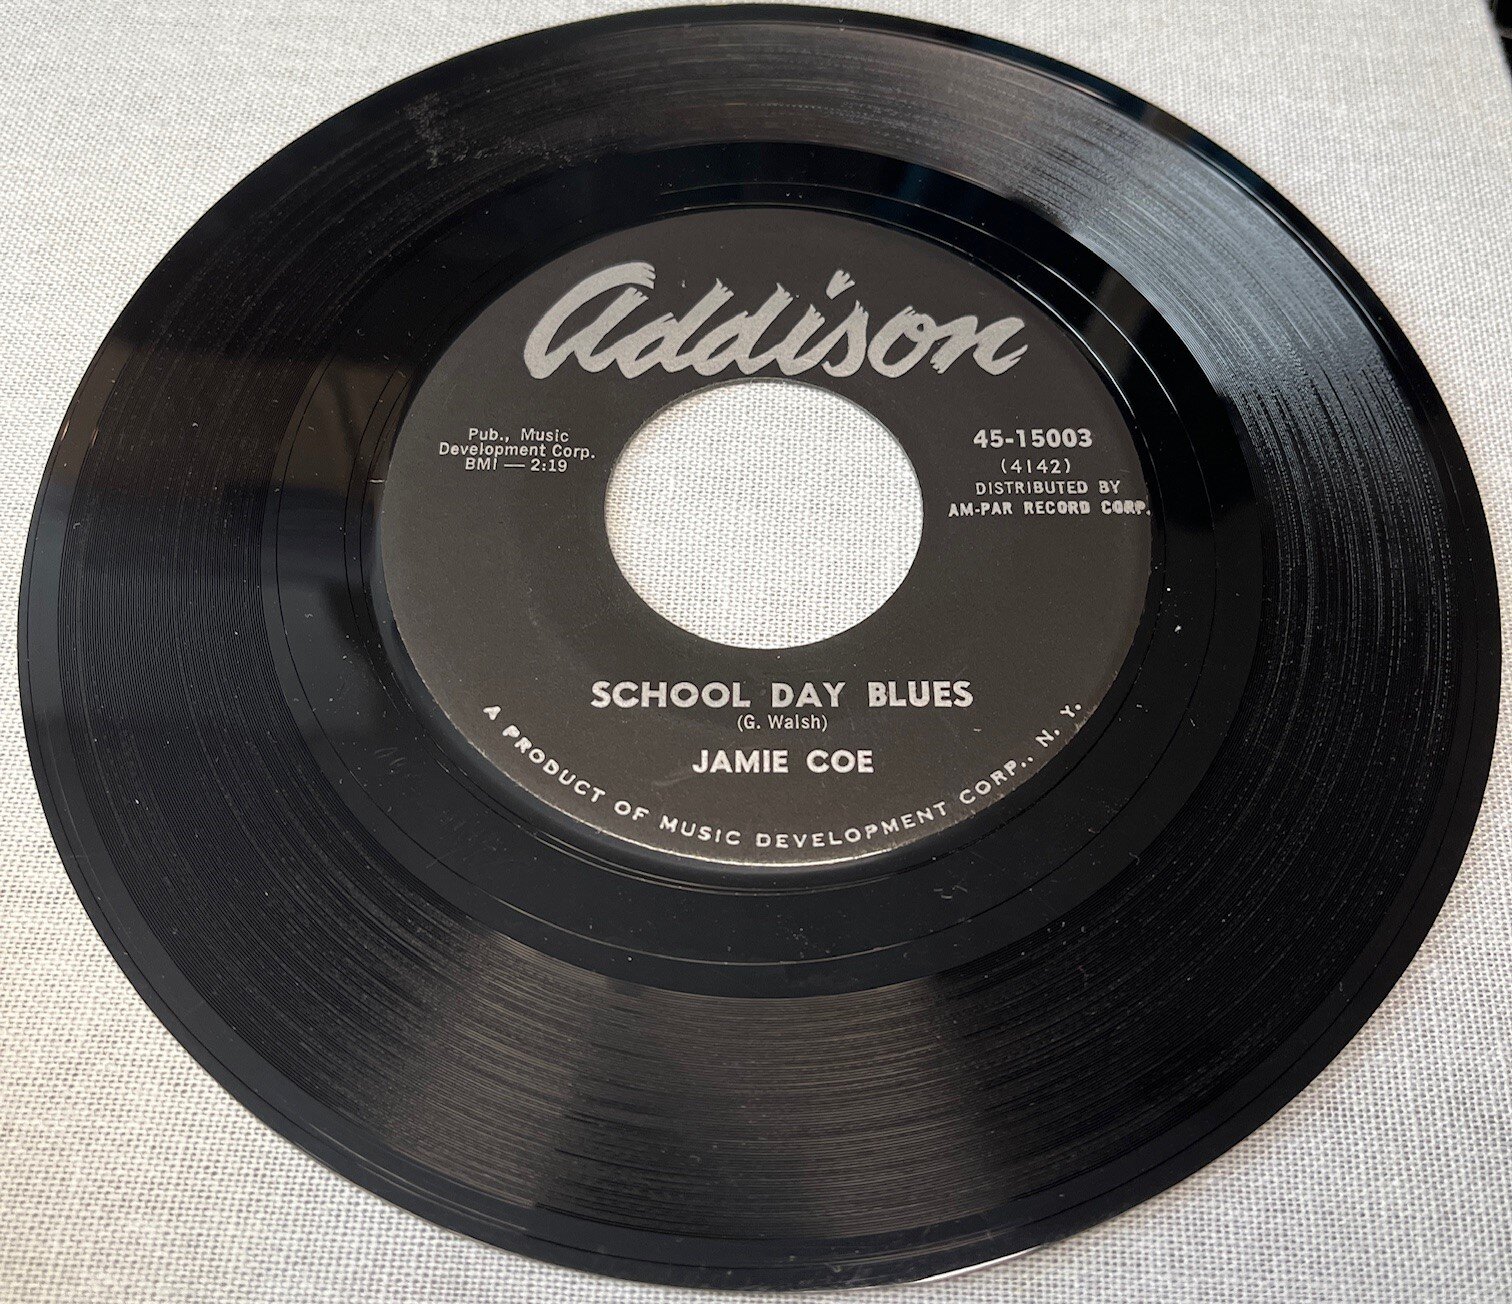 addison
Pub., Music
Development Corp.
BMI — 2:19
45-15003
(4142)
DISTRIBUTED BY
AM-PAR RECORD CORP.
SCHOOL DAY BLUES
(G. Walsh)
JAMIE COE
A PRODUCT OF MUSIC DEVELOPMENT CORP., N. Y.